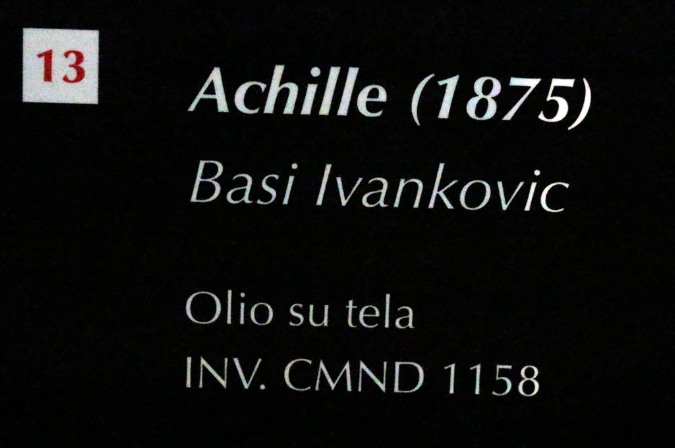 13
Achille (1875)
Basi Ivankovic
Olio su tela
INV. CMND 1158